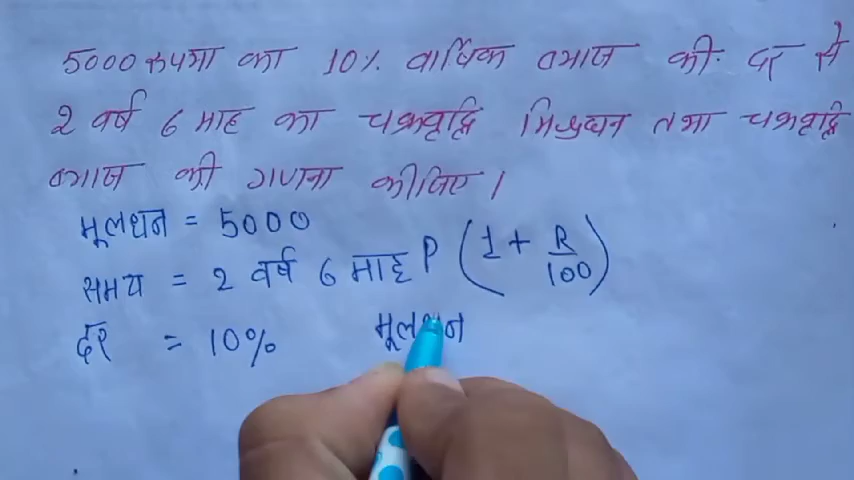 5000 रुपया का 10% वार्षिक ब्याज की दर से
2 वर्ष 6 माह का चक्रवृद्धि मिश्रधन तथा चक्रवृद्धि
ब्याज की गणना कीजिए।
मूलधन = 5000
समय = 2 वर्ष 6 माह P (1 + R/100)
दर = 10% मूलधन